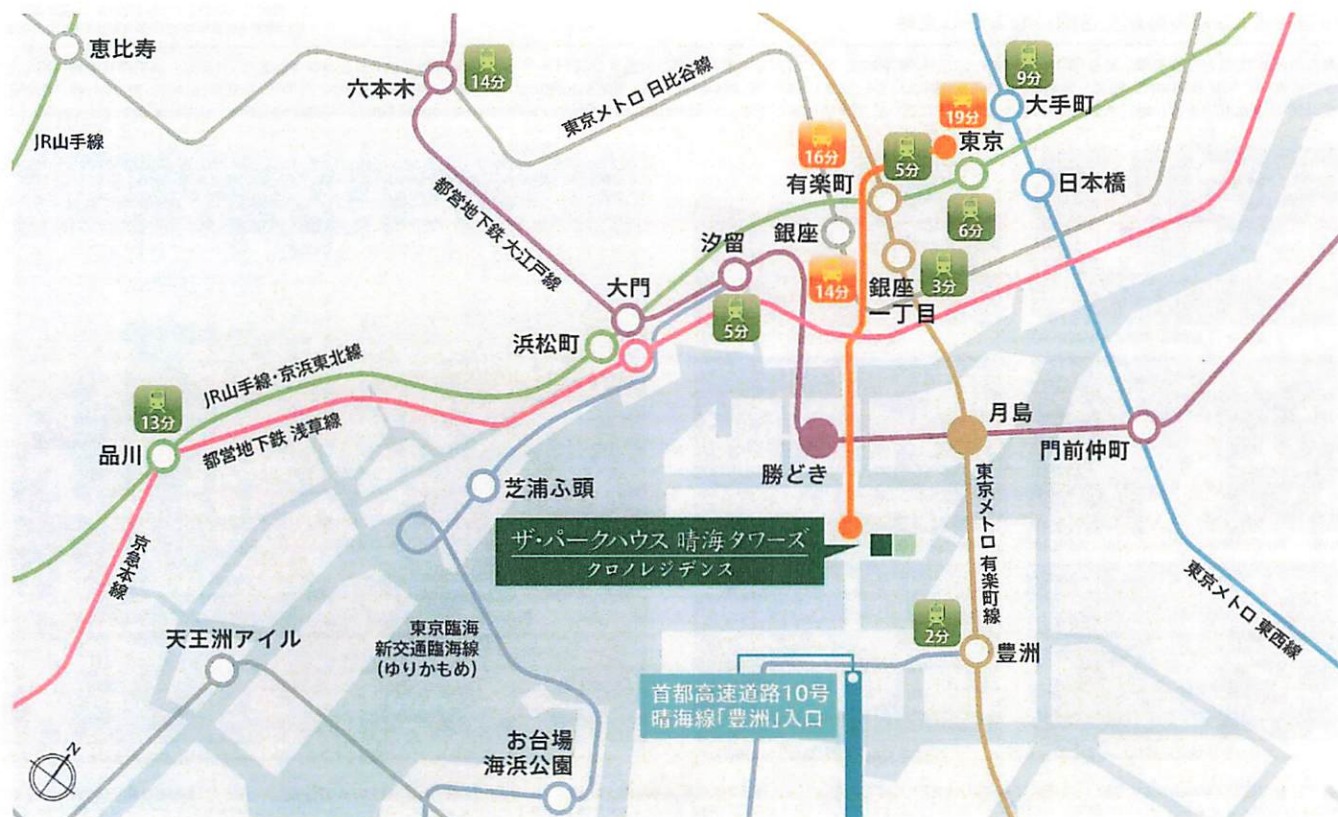 恵比寿
JR山手線
六本木
14分
東京メトロ 日比谷線
都営地下鉄 大江戸線
9分
大手町
19分
東京
16分
有楽町
5分
6分
日本橋
銀座
14分
銀座
一丁目
3分
汐留
5分
大門
浜松町
JR山手線・京浜東北線
都営地下鉄 浅草線
13分
品川
京急本線
芝浦ふ頭
勝どき
月島
門前仲町
ザ・パークハウス 晴海タワーズ
クロノレジデンス
東京メトロ 有楽町線
東京メトロ 東西線
2分
豊洲
首都高速道路10号
晴海線「豊洲」入口
東京臨海
新交通臨海線
(ゆりかもめ)
天王洲アイル
お台場
海浜公園
N